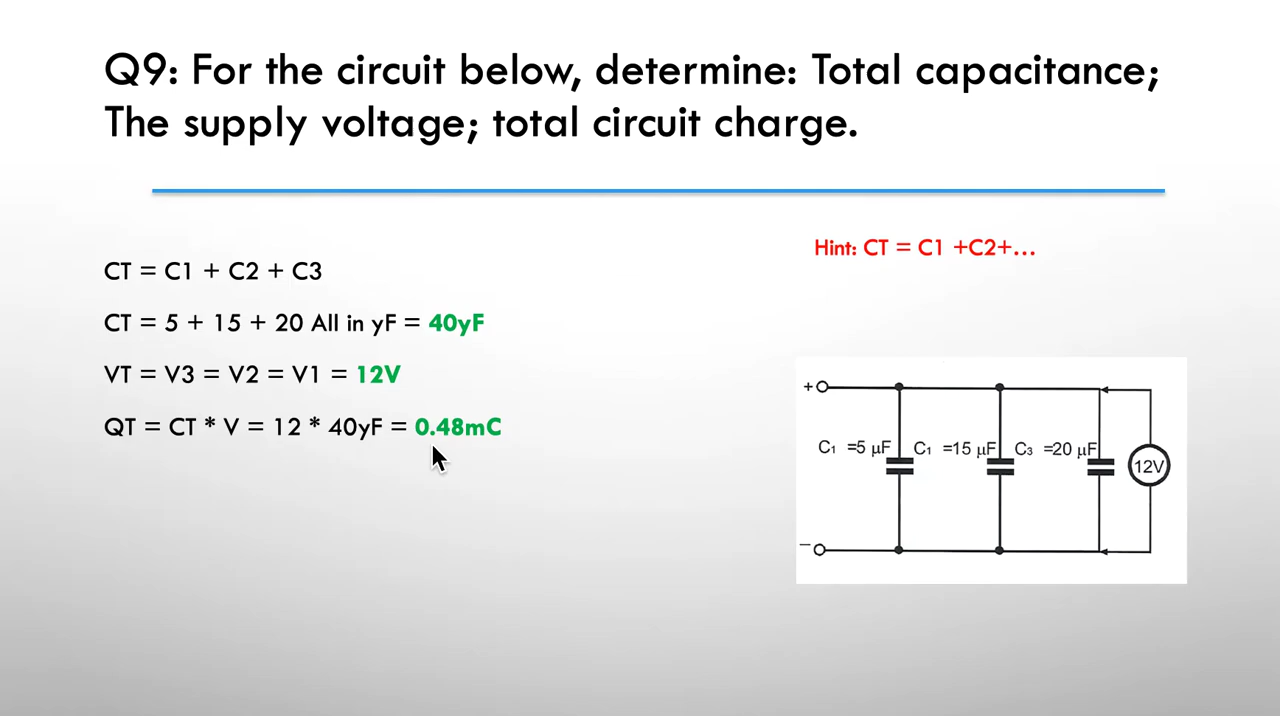 Q9: For the circuit below, determine: Total capacitance;
The supply voltage; total circuit charge.
Hint: CT = C1 +C2+...
CT = C1 + C2 + C3
CT = 5 + 15 + 20 All in yF = 40yF
VT = V3 = V2 = V1 = 12V
QT = CT * V = 12 * 40yF = 0.48mC
+
C₁ =5 µF
C₁ =15 µF
C₃ =20 µF
12V
−